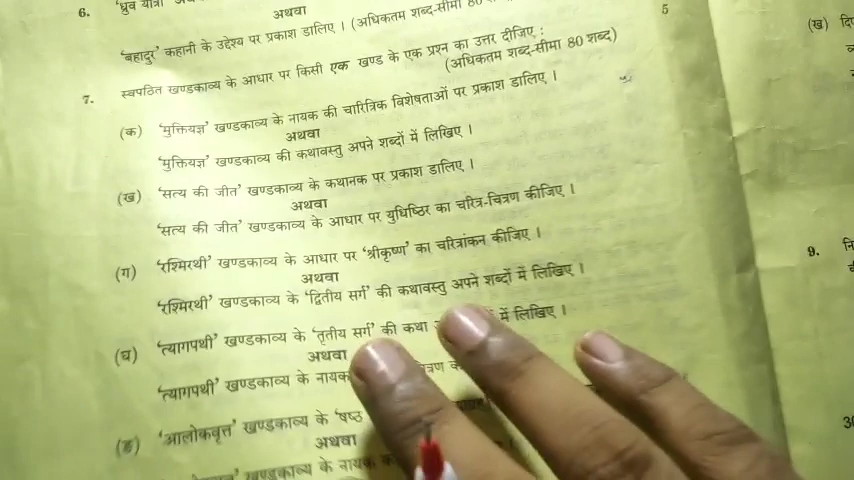 6. 'ध्रुव यात्रा'
अथवा
'बहादुर' कहानी के उद्देश्य पर प्रकाश डालिए । (अधिकतम शब्द-सीमा 80
5
7. स्वपठित खण्डकाव्य के आधार पर किसी एक खण्ड के एक प्रश्न का उत्तर दीजिए :
(अधिकतम शब्द-सीमा 80 शब्द)
(क) 'मुक्तियज्ञ' खण्डकाव्य के नायक की चारित्रिक विशेषताओं पर प्रकाश डालिए ।
अथवा
'मुक्तियज्ञ' खण्डकाव्य की कथावस्तु अपने शब्दों में लिखिए ।
(ख) 'सत्य की जीत' खण्डकाव्य के कथानक पर प्रकाश डालिए ।
अथवा
'सत्य की जीत' खण्डकाव्य के आधार पर युधिष्ठिर का चरित्र-चित्रण कीजिए ।
(ग) 'रश्मिरथी' खण्डकाव्य के आधार पर 'श्रीकृष्ण' का चरित्रांकन कीजिए ।
अथवा
'रश्मिरथी' खण्डकाव्य के 'द्वितीय सर्ग' की कथावस्तु अपने शब्दों में लिखिए ।
(घ) 'त्यागपथी' खण्डकाव्य के 'तृतीय सर्ग' की कथा में लिखिए ।
अथवा
'त्यागपथी' खण्डकाव्य के नायक
(ङ) 'आलोकवृत्त' खण्डकाव्य के 'षष्ठ
अथवा
खण्डकाव्य के नायक
(ख)
9.